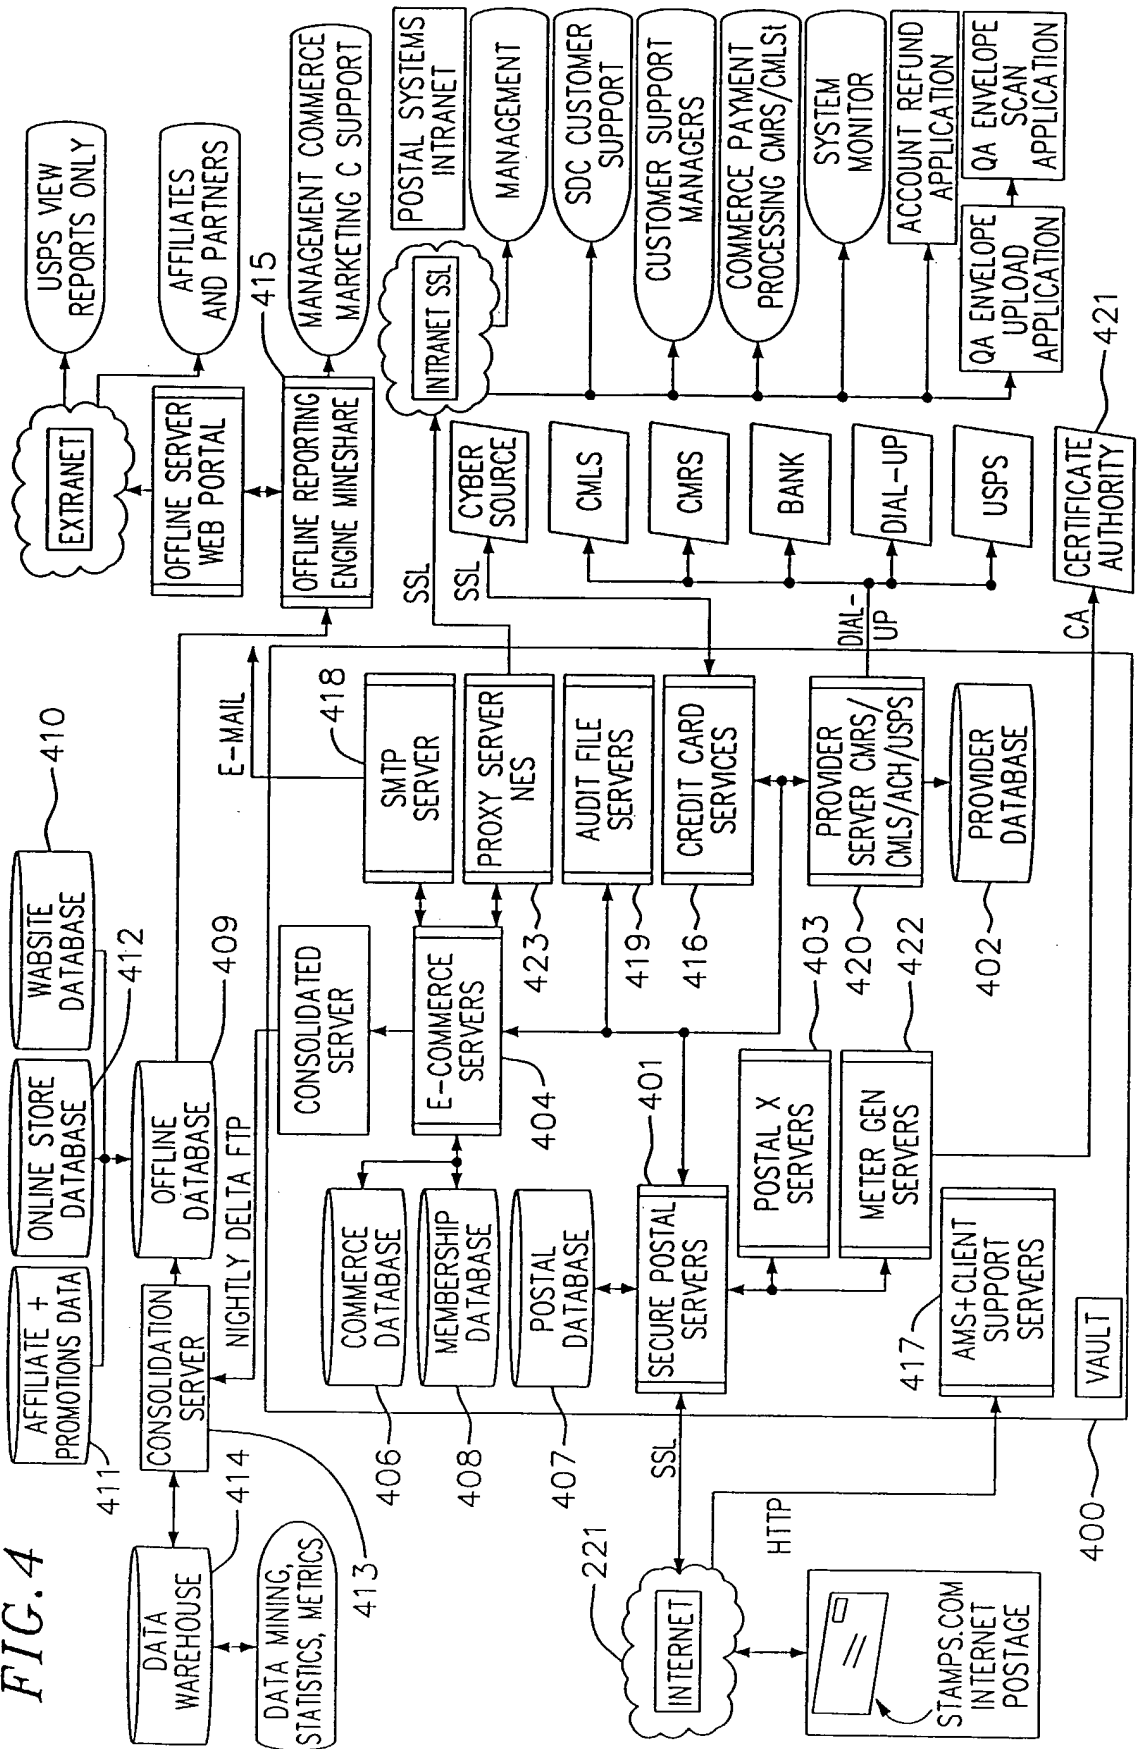 FIG.4
AFFILIATE +
PROMOTIONS DATA
411
ONLINE STORE
DATABASE
412
WABSITE
DATABASE
410
DATA
WAREHOUSE
414
CONSOLIDATION
SERVER
413
OFFLINE
DATABASE
409
DATA MINING,
STATISTICS, METRICS
NIGHTLY DELTA FTP
E-MAIL
EXTRANET
USPS VIEW
REPORTS ONLY
AFFILIATES
AND PARTNERS
OFFLINE SERVER
WEB PORTAL
OFFLINE REPORTING
ENGINE MINESHARE
415
MANAGEMENT COMMERCE
MARKETING C SUPPORT
CONSOLIDATED
SERVER
COMMERCE
DATABASE
406
MEMBERSHIP
DATABASE
408
POSTAL
DATABASE
407
E-COMMERCE
SERVERS
404
SMTP
SERVER
418
PROXY SERVER
NES
423
AUDIT FILE
SERVERS
419
CREDIT CARD
SERVICES
416
PROVIDER
SERVER CMRS/
CMLS/ACH/USPS
420
PROVIDER
DATABASE
402
SECURE POSTAL
SERVERS
401
POSTAL X
SERVERS
403
METER GEN
SERVERS
422
AMS+CLIENT
SUPPORT
SERVERS
417
VAULT
400
SSL
HTTP
INTERNET
221
STAMPS.COM
INTERNET
POSTAGE
SSL
SSL
DIAL-
UP
CA
INTRANET SSL
POSTAL SYSTEMS
INTRANET
MANAGEMENT
SDC CUSTOMER
SUPPORT
CUSTOMER SUPPORT
MANAGERS
COMMERCE PAYMENT
PROCESSING CMRS/CMLSt
SYSTEM
MONITOR
ACCOUNT REFUND
APPLICATION
QA ENVELOPE
UPLOAD
APPLICATION
QA ENVELOPE
SCAN
APPLICATION
CYBER
SOURCE
CMLS
CMRS
BANK
DIAL-UP
USPS
CERTIFICATE
AUTHORITY
421